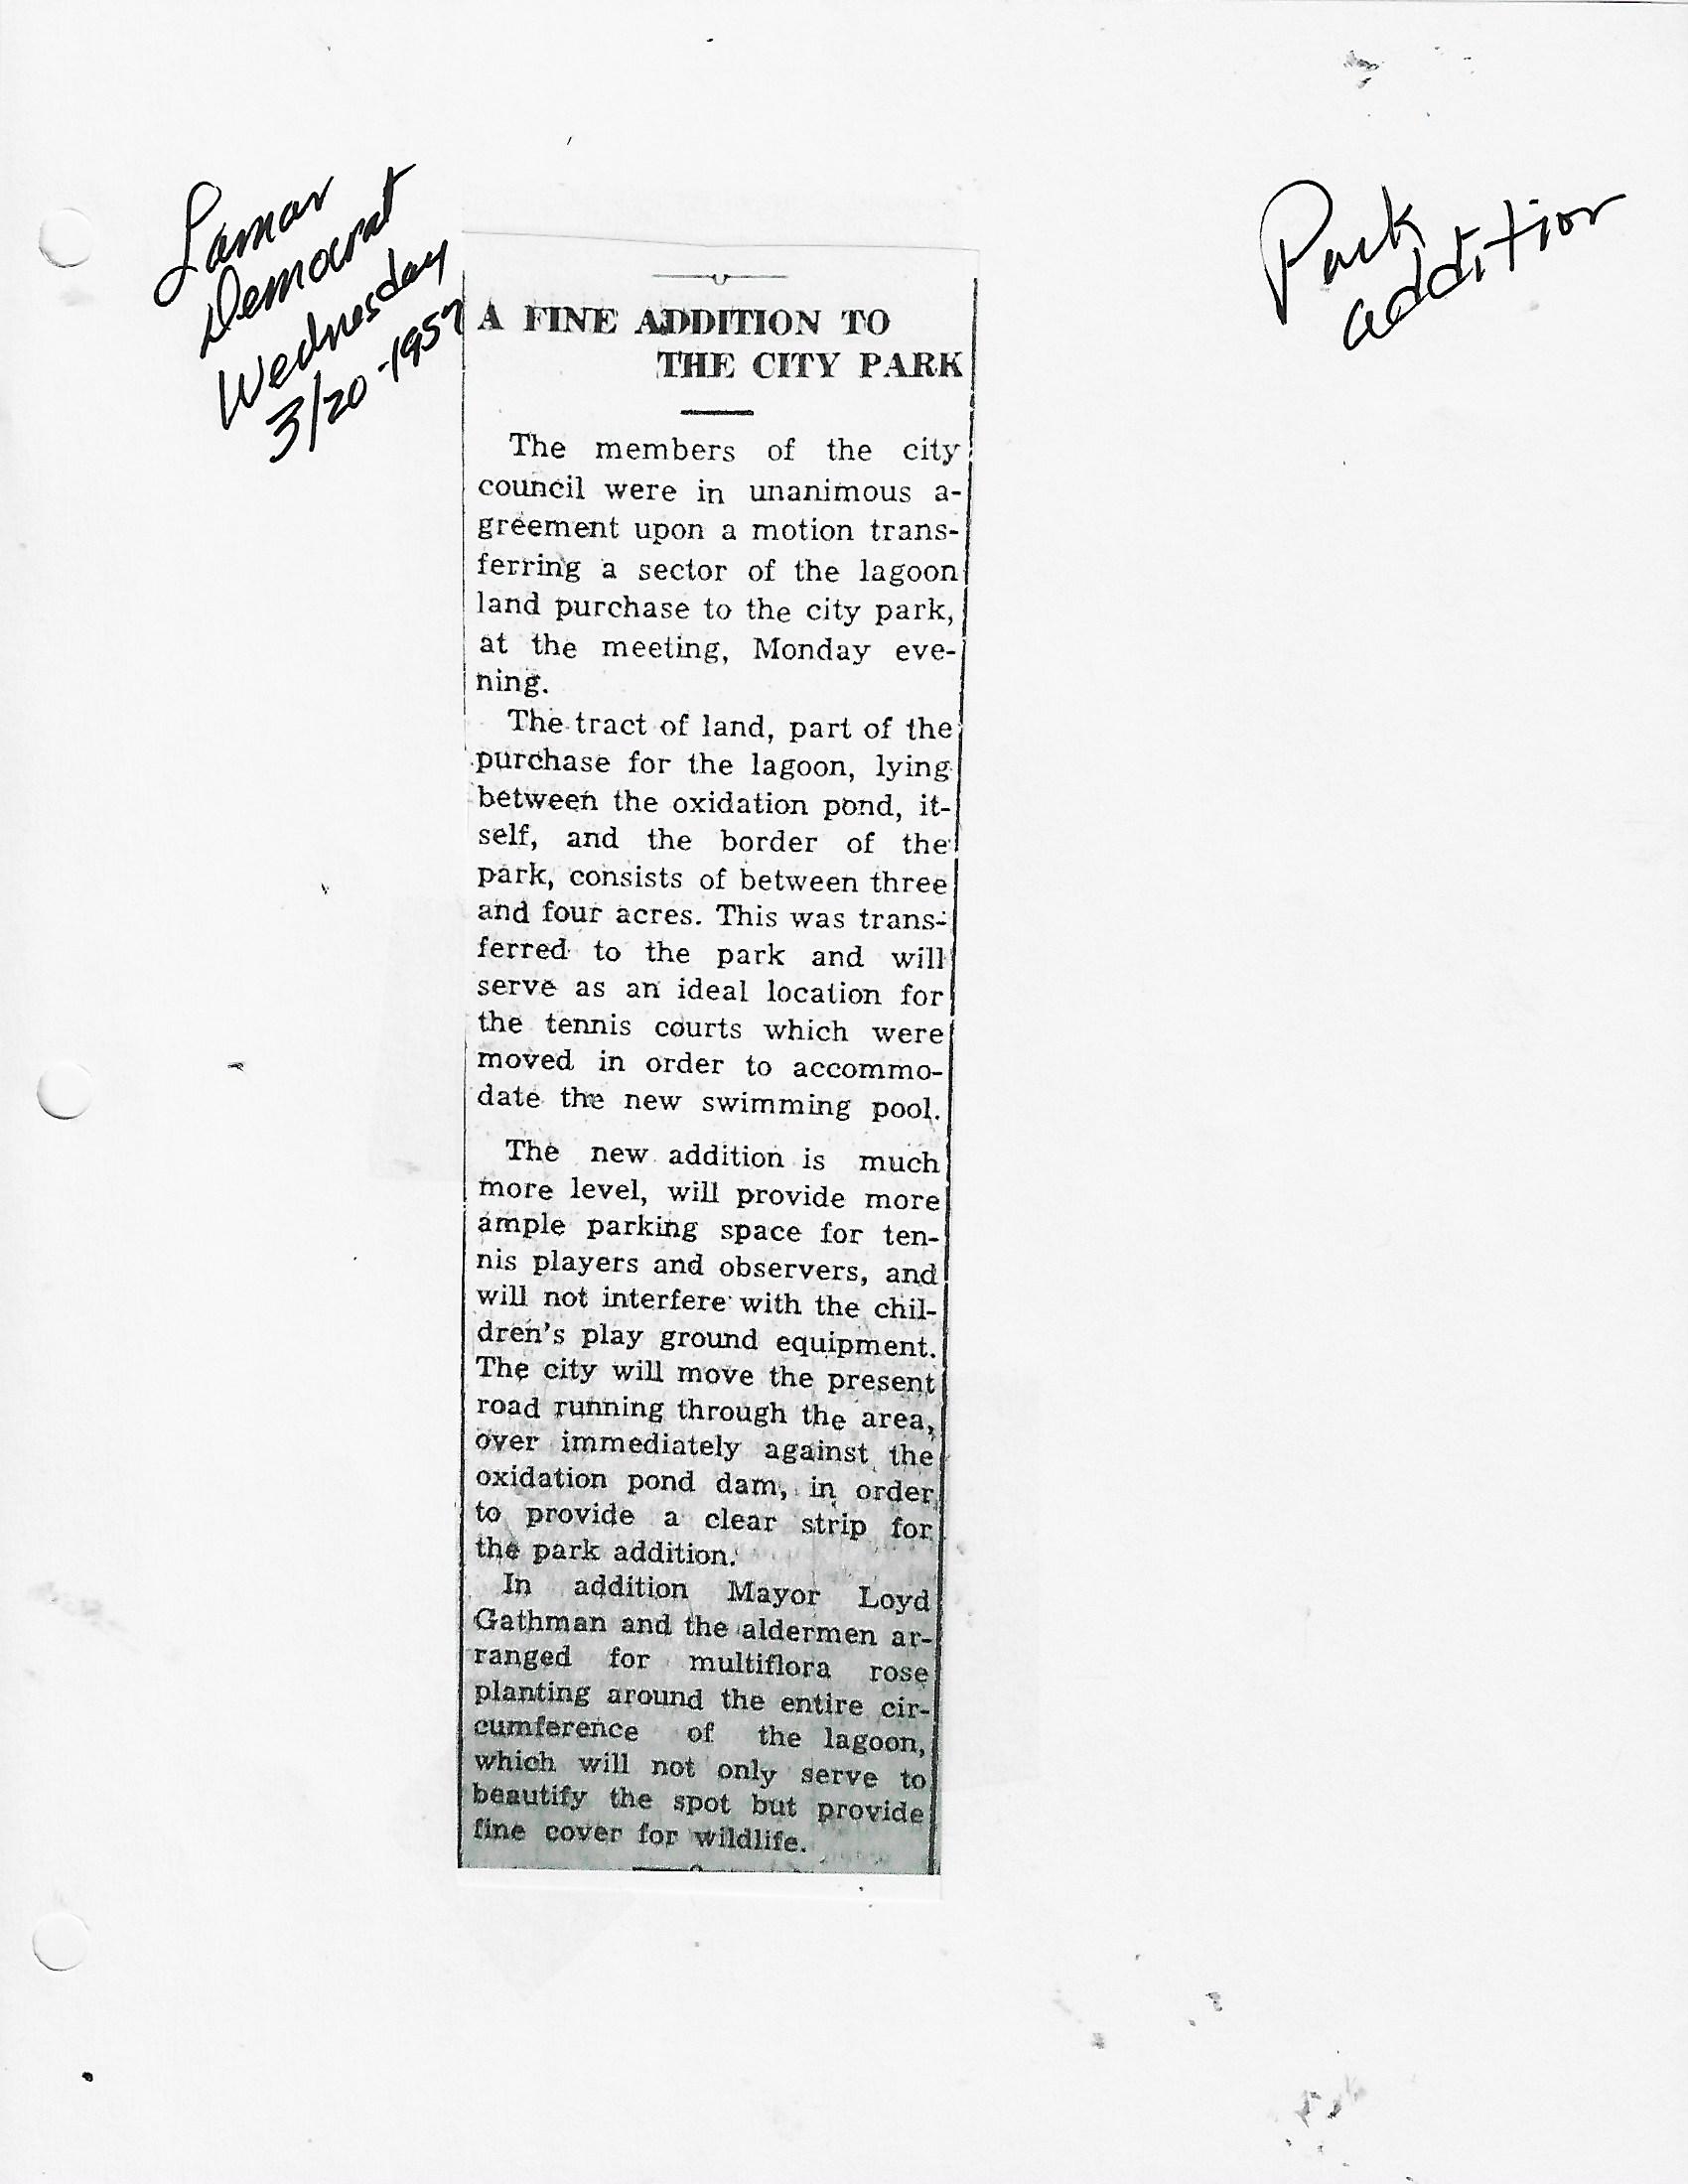 Lamar
Democrat
Wednesday
3/20-1957
Park
addition
A FINE ADDITION TO
THE CITY PARK
The members of the city
council were in unanimous a-
greement upon a motion trans-
ferring a sector of the lagoon
land purchase to the city park,
at the meeting, Monday eve-
ning.
The tract of land, part of the
purchase for the lagoon, lying
between the oxidation pond, it-
self, and the border of the
park, consists of between three
and four acres. This was trans-
ferred to the park and will
serve as an ideal location for
the tennis courts which were
moved in order to accommo-
date the new swimming pool.
The new addition is much
more level, will provide more
ample parking space for ten-
nis players and observers, and
will not interfere with the chil-
dren's play ground equipment.
The city will move the present
road running through the area,
over immediately against the
oxidation pond dam, in order
to provide a clear strip for
the park addition.
In addition Mayor Loyd
Gathman and the aldermen ar-
ranged for multiflora rose
planting around the entire cir-
cumference of the lagoon,
which will not only serve to
beautify the spot but provide
fine cover for wildlife.